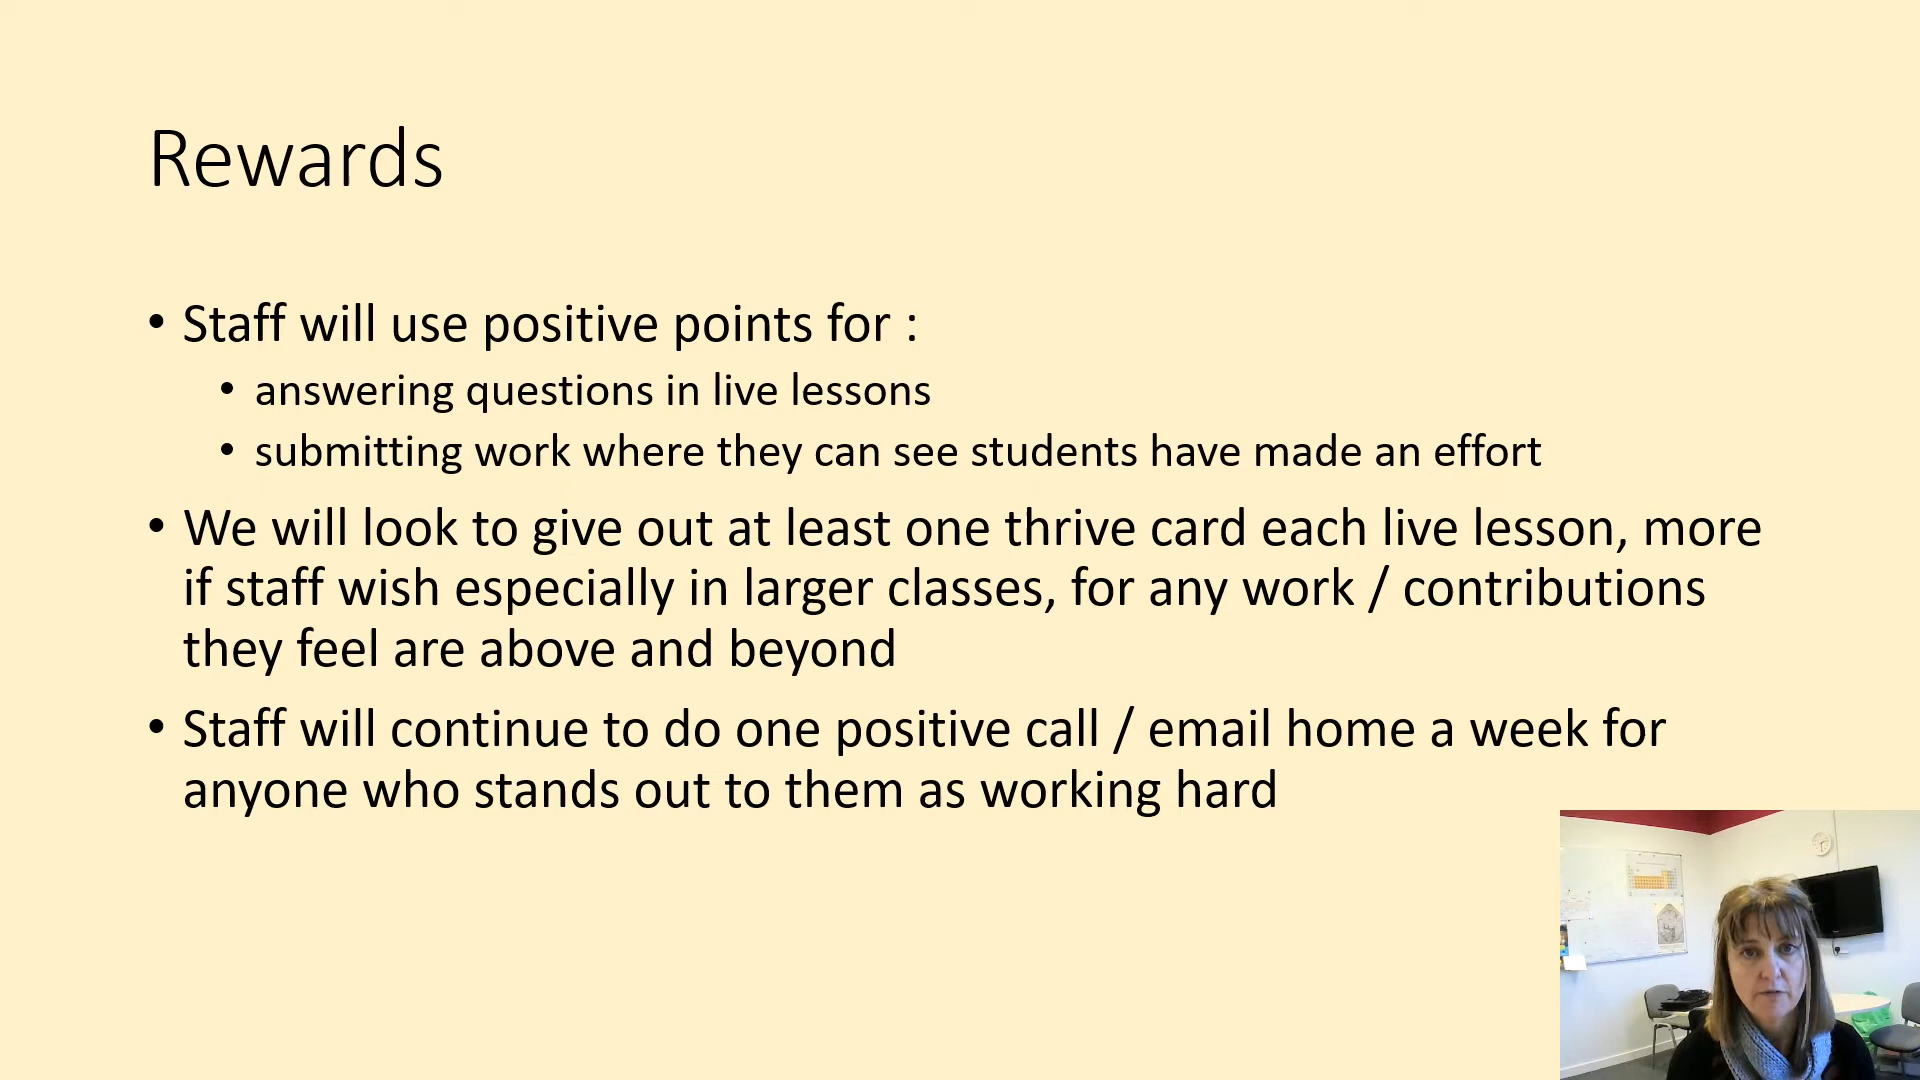 Rewards
• Staff will use positive points for :
• answering questions in live lessons
• submitting work where they can see students have made an effort
• We will look to give out at least one thrive card each live lesson, more
if staff wish especially in larger classes, for any work / contributions
they feel are above and beyond
• Staff will continue to do one positive call / email home a week for
anyone who stands out to them as working hard